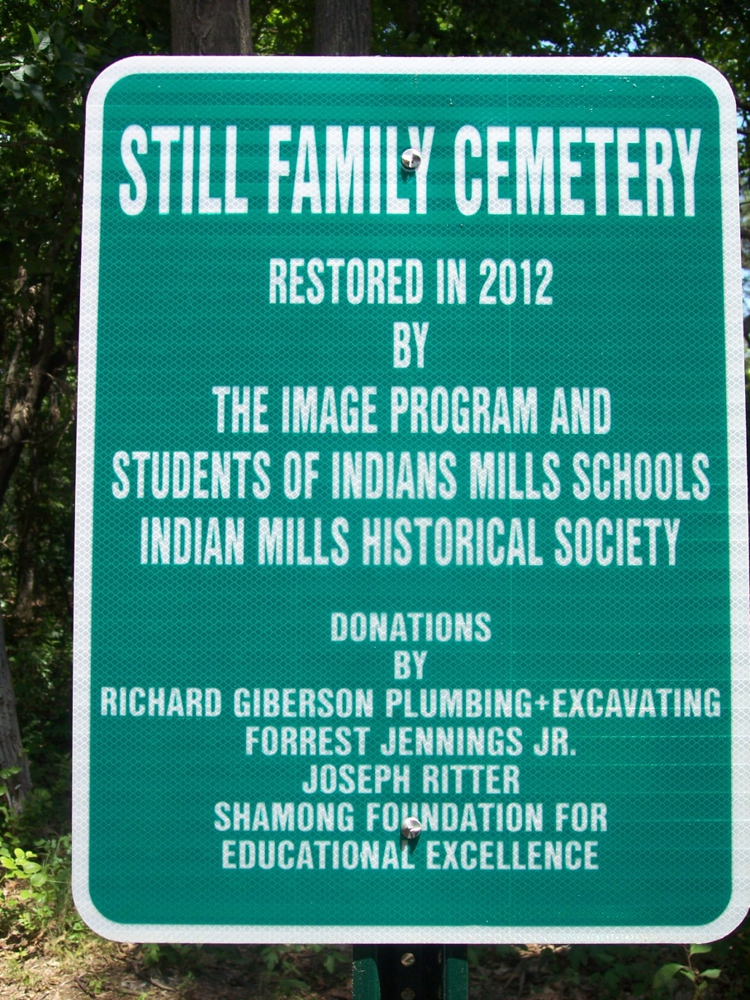 STILL FAMILY CEMETERY
RESTORED IN 2012
BY
THE IMAGE PROGRAM AND
STUDENTS OF INDIANS MILLS SCHOOLS
INDIAN MILLS HISTORICAL SOCIETY
DONATIONS
BY
RICHARD GIBERSON PLUMBING+EXCAVATING
FORREST JENNINGS JR.
JOSEPH RITTER
SHAMONG FOUNDATION FOR
EDUCATIONAL EXCELLENCE